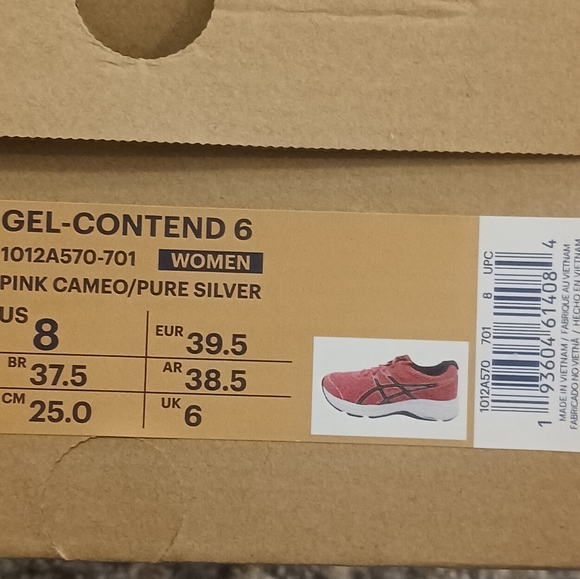 GEL-CONTEND 6
1012A570-701 WOMEN
PINK CAMEO/PURE SILVER
US 8 EUR 39.5
BR 37.5 AR 38.5
CM 25.0 UK 6
1012A570 701 8 UPC
1 93604 61408 4
MADE IN VIETNAM / FABRIQUE AU VIETNAM
FABRICADO NO VIETNÃ / HECHO EN VIETNAM